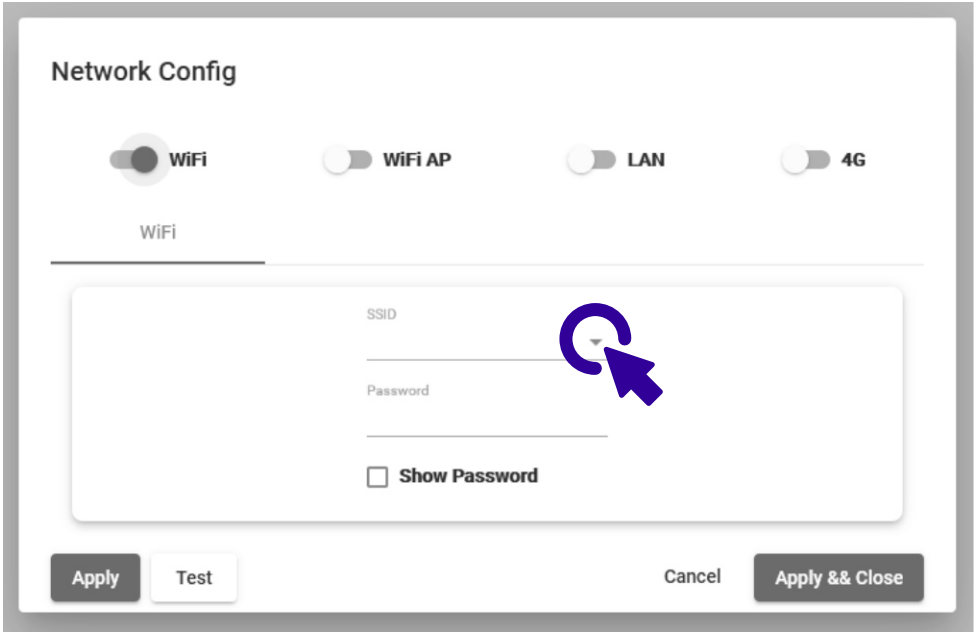 Network Config
WiFi WiFi AP LAN 4G
WiFi
SSID
Password
Show Password
Apply Test Cancel Apply && Close